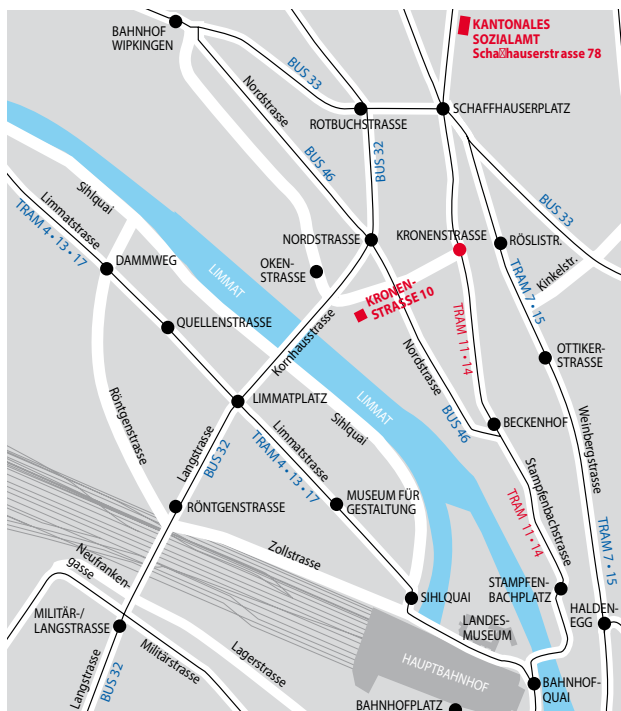 BAHNHOF
WIPKINGEN
KANTONALES
SOZIALAMT
Scha􀀀hauserstrasse 78
BUS 33
Nordstrasse
ROTBUCHSTRASSE
SCHAFFHAUSERPLATZ
BUS 46
BUS 32
BUS 33
Sihlquai
Limmatstrasse
TRAM 4 • 13 • 17
DAMMWEG
LIMMAT
NORDSTRASSE
KRONENSTRASSE
RÖSLISTR.
OKEN-
STRASSE
Kinkelstr.
KRONEN-
STRASSE 10
TRAM 7 • 15
TRAM 11 • 14
QUELLENSTRASSE
Kornhausstrasse
Nordstrasse
OTTIKER-
STRASSE
Röntgenstrasse
LIMMATPLATZ
LIMMAT
Sihlquai
BUS 46
BECKENHOF
Weinbergstrasse
Langstrasse
BUS 32
Limmatstrasse
TRAM 4 • 13 • 17
Stampfenbachstrasse
TRAM 11 • 14
RÖNTGENSTRASSE
MUSEUM FÜR
GESTALTUNG
Zollstrasse
TRAM 7 • 15
Neufranken-
gasse
SIHLQUAI
STAMPFEN-
BACHPLATZ
HALDEN-
EGG
MILITÄR-/
LANGSTRASSE
LANDES-
MUSEUM
Militärstrasse
Lagerstrasse
HAUPTBAHNHOF
Langstrasse
BUS 32
BAHNHOF-
QUAI
BAHNHOFPLATZ